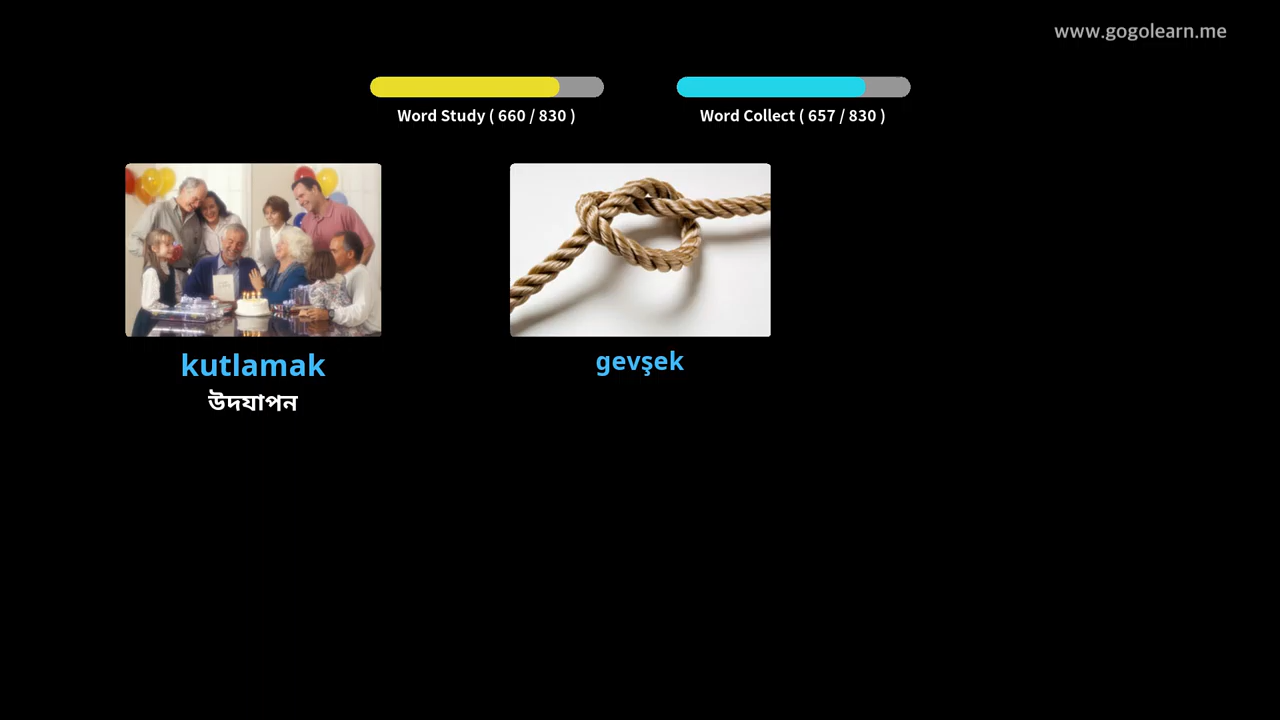 www.gogolearn.me
Word Study ( 660 / 830 )
Word Collect ( 657 / 830 )
kutlamak
উদযাপন
gevşek